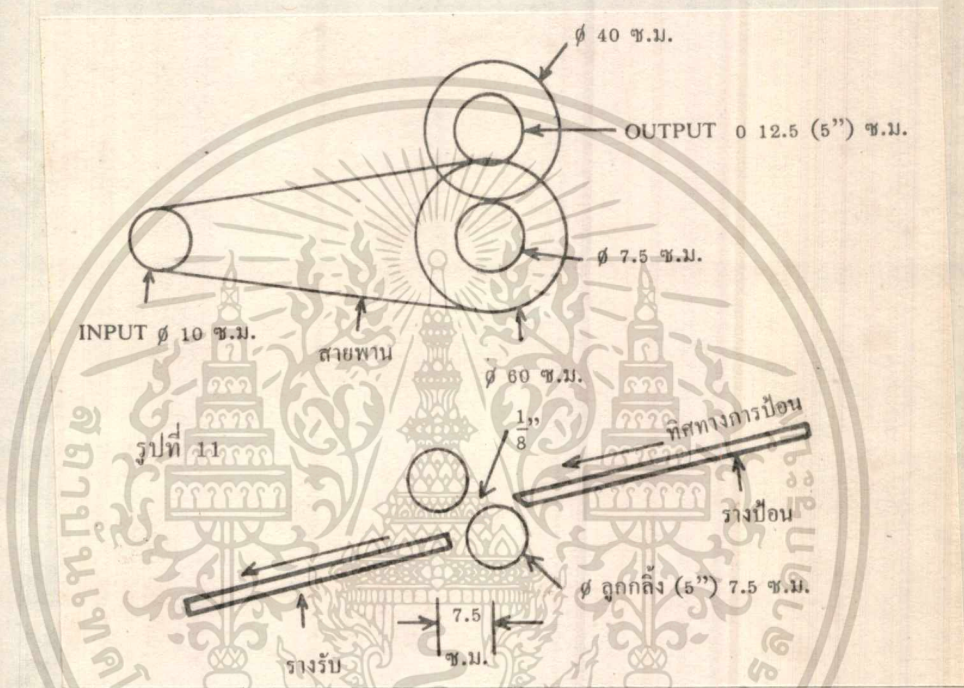 ø 40 ซ.ม.
OUTPUT 0 12.5 (5”) ซ.ม.
ø 7.5 ซ.ม.
INPUT ø 10 ซ.ม.
สายพาน
ø 60 ซ.ม.
1/8”
ทิศทางการป้อน
รูปที่ 11
รางป้อน
ø ลูกกลิ้ง (5”) 7.5 ซ.ม.
7.5
ซ.ม.
รางรับ